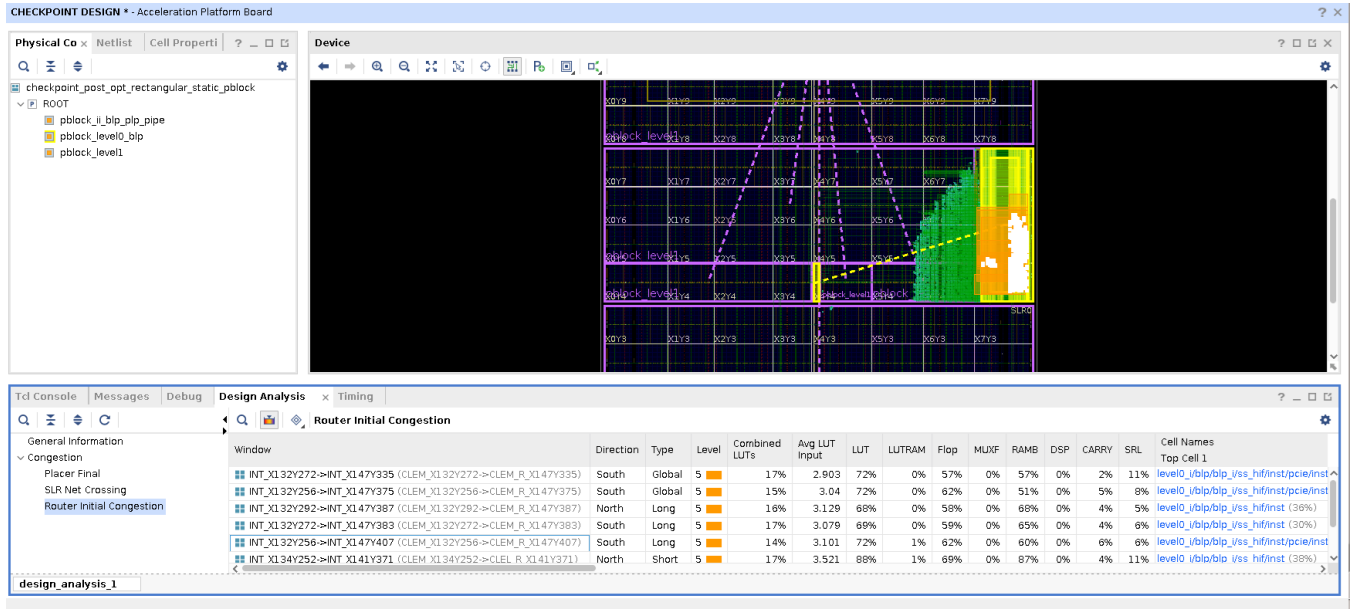 CHECKPOINT DESIGN * - Acceleration Platform Board
Physical Co Netlist Cell Properti
checkpoint_post_opt_rectangular_static_pblock
ROOT
pblock_ii_blp_plp_pipe
pblock_level0_blp
pblock_level1
Device
X0Y9 X1Y9 X2Y9 X3Y9 X4Y9 X5Y9 X6Y9 X7Y9
pblock_level1
X0Y8 X1Y8 X2Y8 X3Y8 X4Y8 X5Y8 X6Y8 X7Y8
X0Y7 X1Y7 X2Y7 X3Y7 X4Y7 X5Y7 X6Y7
X0Y6 X1Y6 X2Y6 X3Y6 X4Y6 X5Y6
pblock_level1
X0Y5 X1Y5 X2Y5 X3Y5 X4Y5 X5Y5
pblock_level1
X0Y4 X1Y4 X2Y4 X3Y4 X4Y4 pblock_level1 X5Y4 pblock
SLR0
X0Y3 X1Y3 X2Y3 X3Y3 X4Y3 X5Y3 X6Y3 X7Y3
Tcl Console Messages Debug Design Analysis Timing
General Information
Congestion
Placer Final
SLR Net Crossing
Router Initial Congestion
Router Initial Congestion
Window Direction Type Level Combined LUTs Avg LUT Input LUT LUTRAM Flop MUXF RAMB DSP CARRY SRL Cell Names Top Cell 1
INT_X132Y272->INT_X147Y335 (CLEM_X132Y272->CLEM_R_X147Y335) South Global 5 17% 2.903 72% 0% 57% 0% 57% 0% 2% 11% level0_i/blp/blp_i/ss_hif/inst/pcie/inst
INT_X132Y256->INT_X147Y375 (CLEM_X132Y256->CLEM_R_X147Y375) South Global 5 15% 3.04 72% 0% 62% 0% 51% 0% 5% 8% level0_i/blp/blp_i/ss_hif/inst/pcie/inst
INT_X132Y292->INT_X147Y387 (CLEM_X132Y292->CLEM_R_X147Y387) North Long 5 16% 3.129 68% 0% 58% 0% 68% 0% 4% 5% level0_i/blp/blp_i/ss_hif/inst (36%)
INT_X132Y272->INT_X147Y383 (CLEM_X132Y272->CLEM_R_X147Y383) South Long 5 17% 3.079 69% 0% 59% 0% 65% 0% 4% 6% level0_i/blp/blp_i/ss_hif/inst (30%)
INT_X132Y256->INT_X147Y407 (CLEM_X132Y256->CLEM_R_X147Y407) South Long 5 14% 3.101 72% 1% 62% 0% 60% 0% 6% 6% level0_i/blp/blp_i/ss_hif/inst/pcie/inst
INT_X134Y252->INT_X141Y371 (CLEM_X134Y252->CLEL_R_X141Y371) North Short 5 17% 3.521 88% 1% 69% 0% 87% 0% 4% 11% level0_i/blp/blp_i/ss_hif/inst (38%)
design_analysis_1